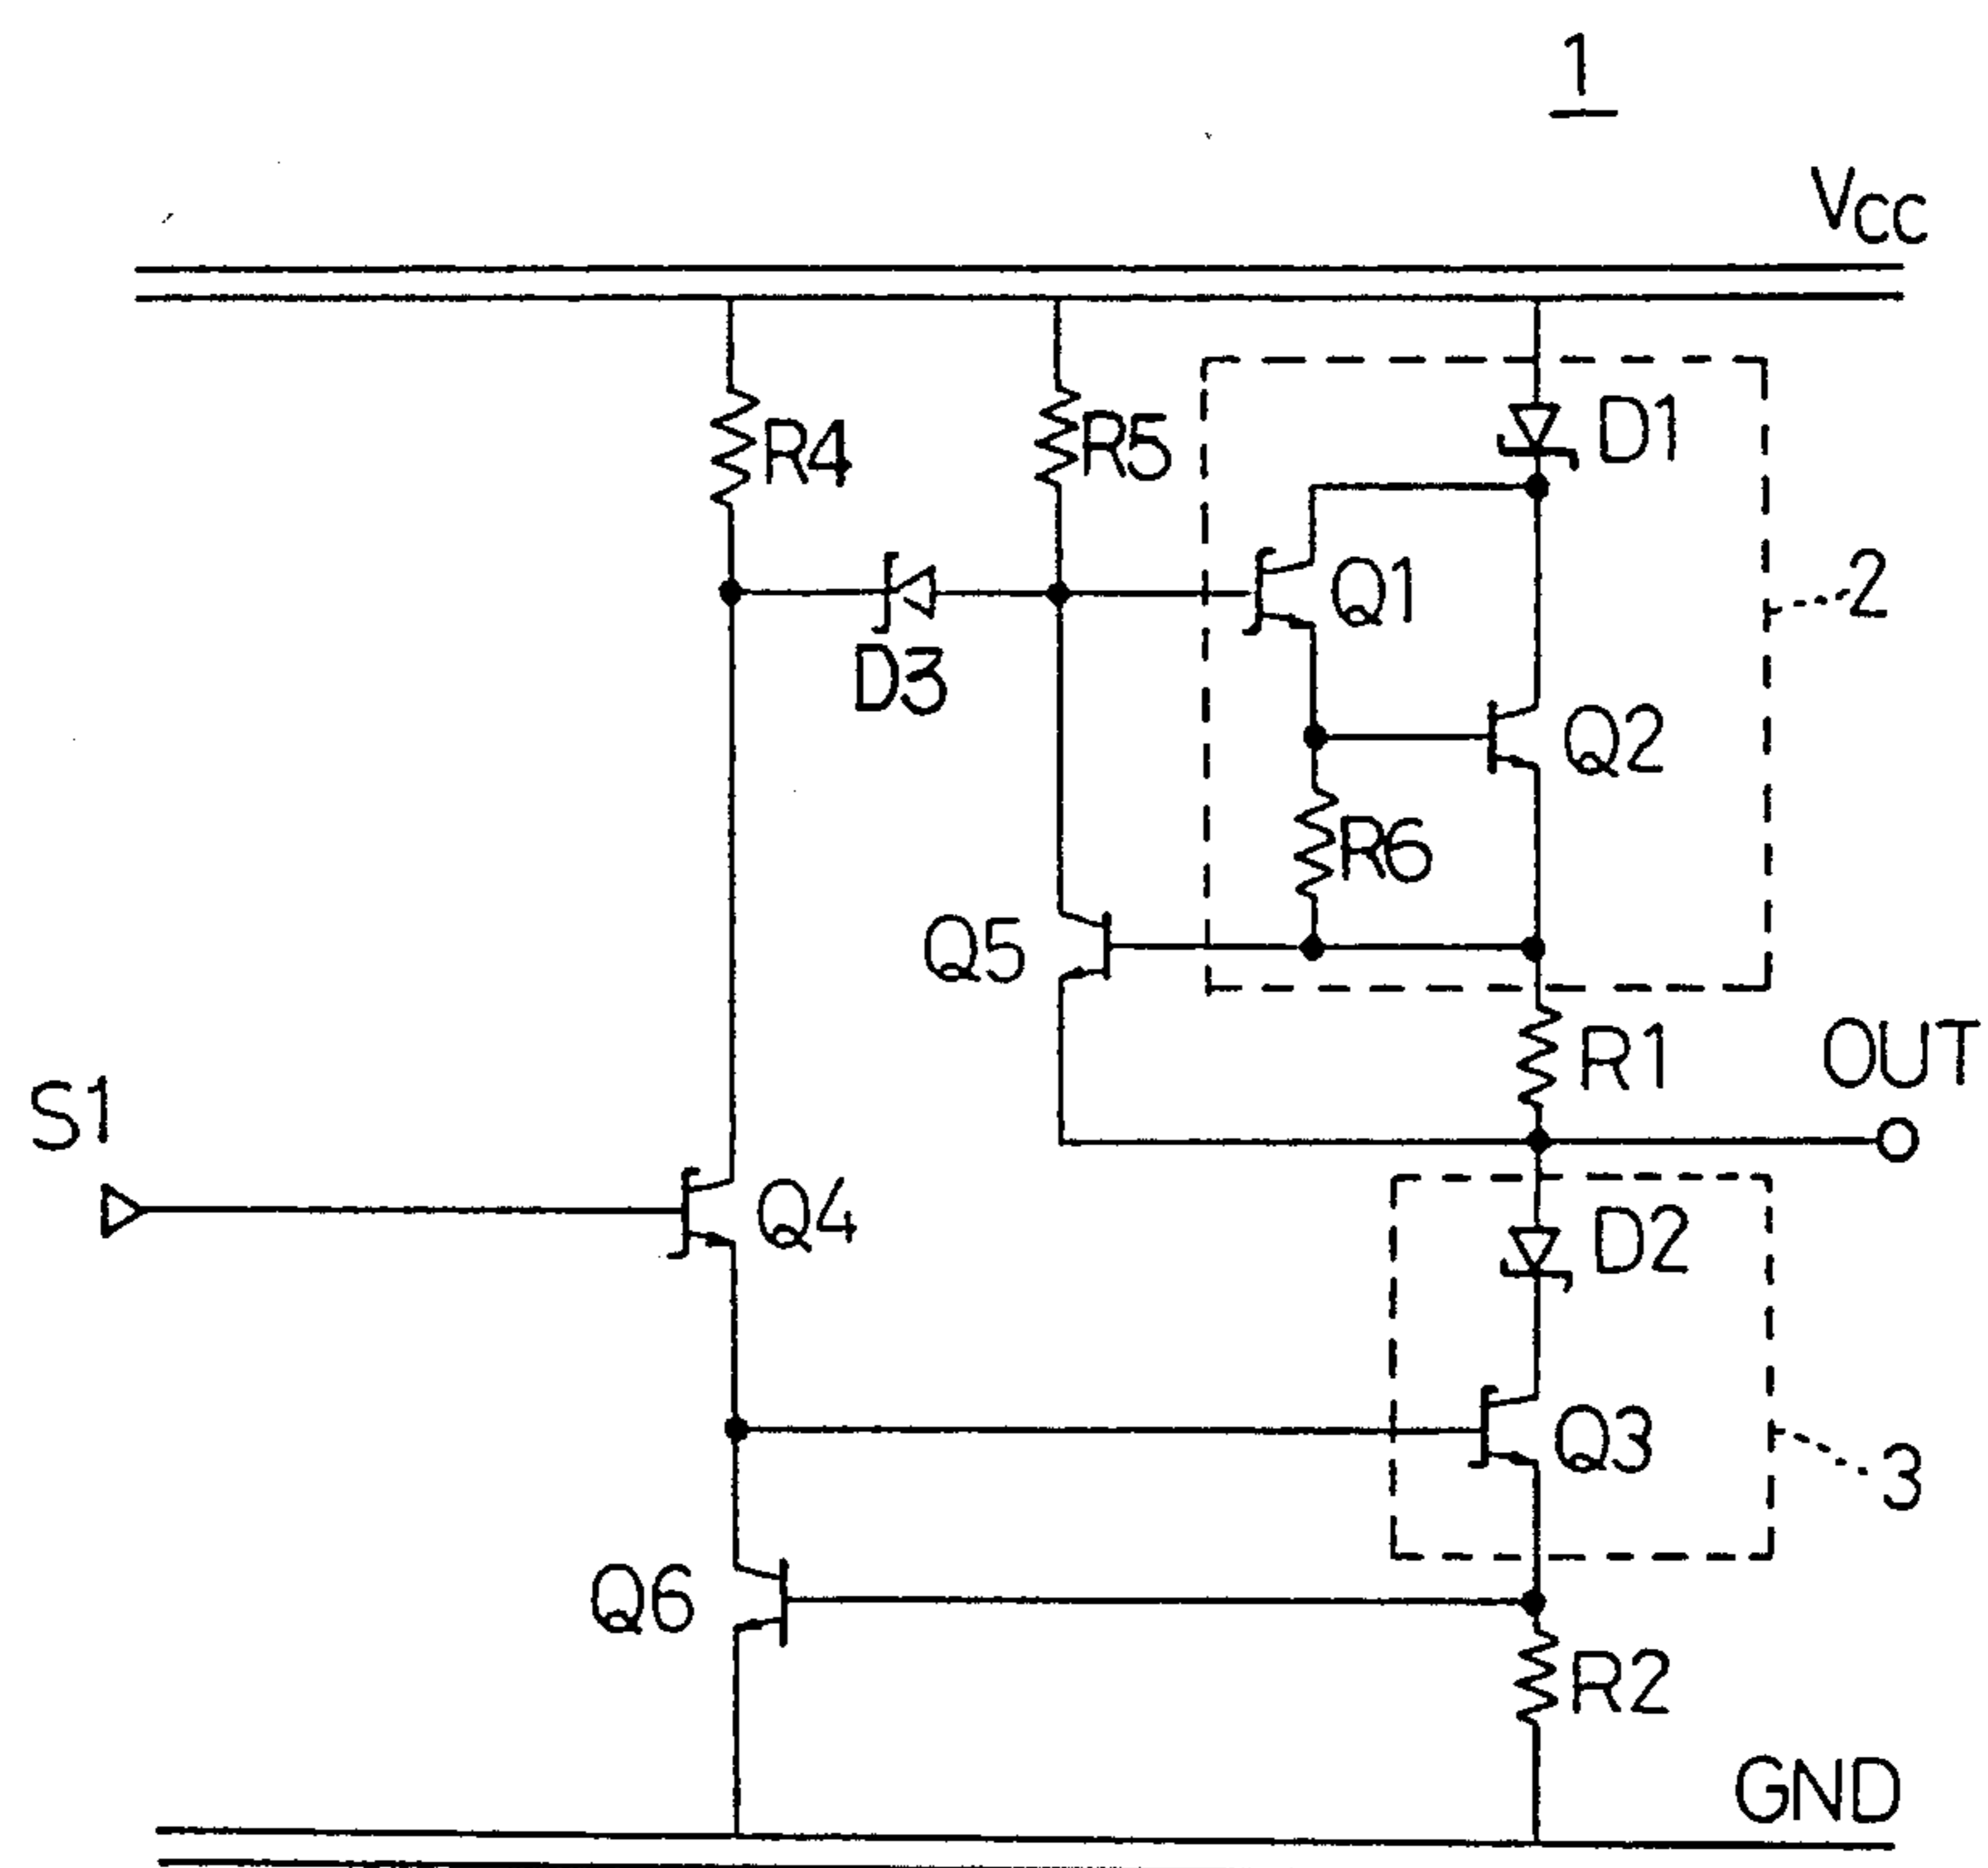 1
VCC
R4
R5
D1
Q1
2
D3
Q2
R6
Q5
R1
OUT
S1
Q4
D2
Q3
3
Q6
R2
GND